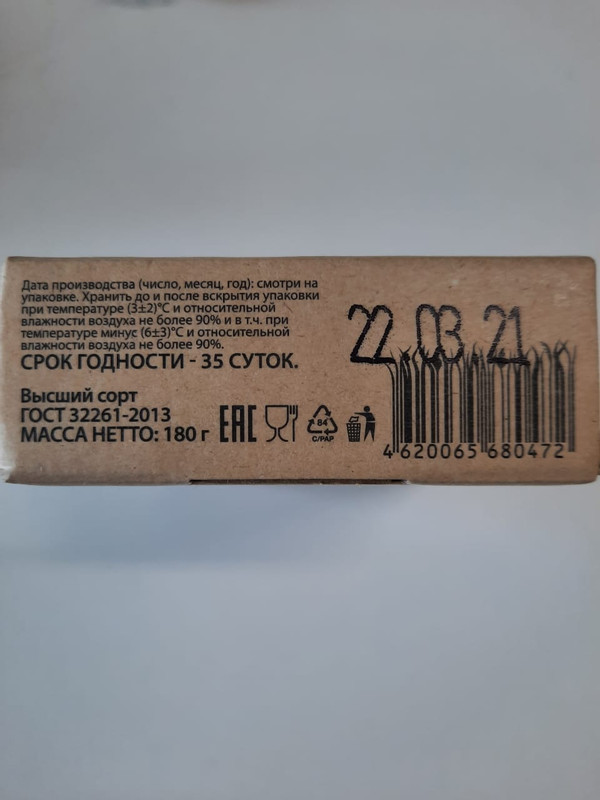 Дата производства (число, месяц, год): смотри на
упаковке. Хранить до и после вскрытия упаковки
при температуре (3±2)°С и относительной
влажности воздуха не более 90% и в т.ч. при
температуре минус (6±3)°С и относительной
влажности воздуха не более 90%.
СРОК ГОДНОСТИ - 35 СУТОК.
Высший сорт
ГОСТ 32261-2013
МАССА НЕТТО: 180 г
EAC
84
C/PAP
22 03 21
4 620065 680472